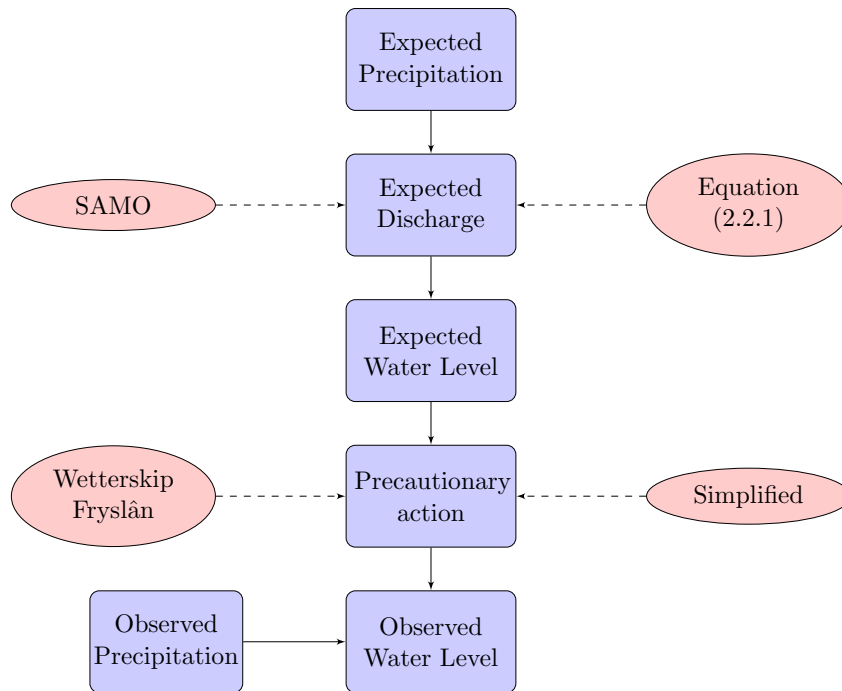 Expected
Precipitation
SAMO
Expected
Discharge
Equation
(2.2.1)
Expected
Water Level
Wetterskip
Fryslân
Precautionary
action
Simplified
Observed
Precipitation
Observed
Water Level